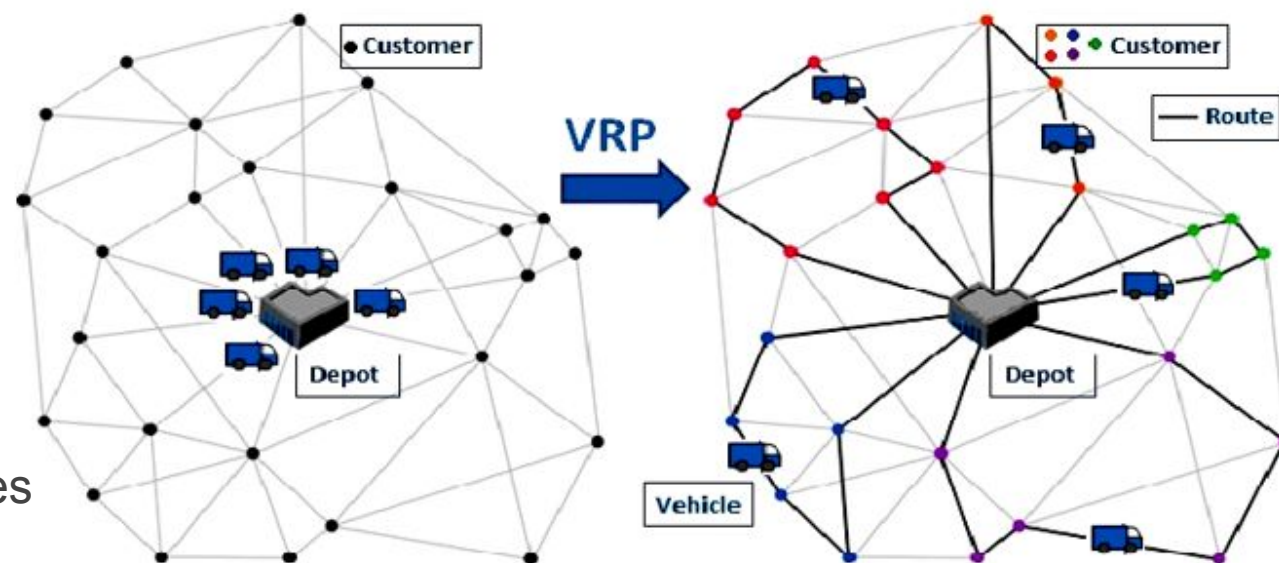 Customer
VRP
Customer
Route
Depot
Depot
Vehicle
es